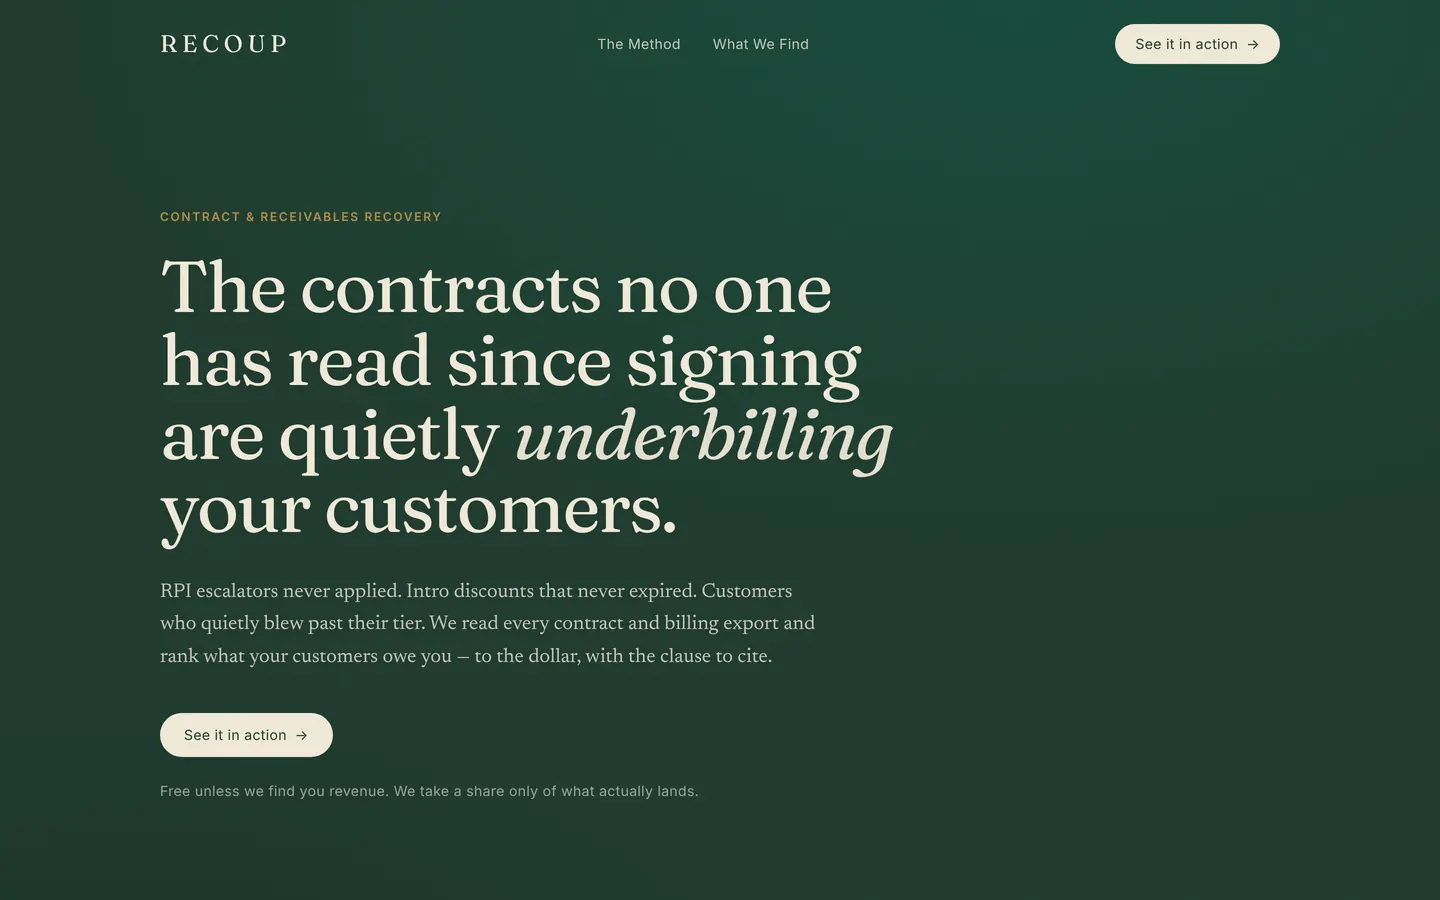 RECOUP
The Method
What We Find
See it in action →
CONTRACT & RECEIVABLES RECOVERY
The contracts no one
has read since signing
are quietly underbilling
your customers.
RPI escalators never applied. Intro discounts that never expired. Customers
who quietly blew past their tier. We read every contract and billing export and
rank what your customers owe you — to the dollar, with the clause to cite.
See it in action →
Free unless we find you revenue. We take a share only of what actually lands.